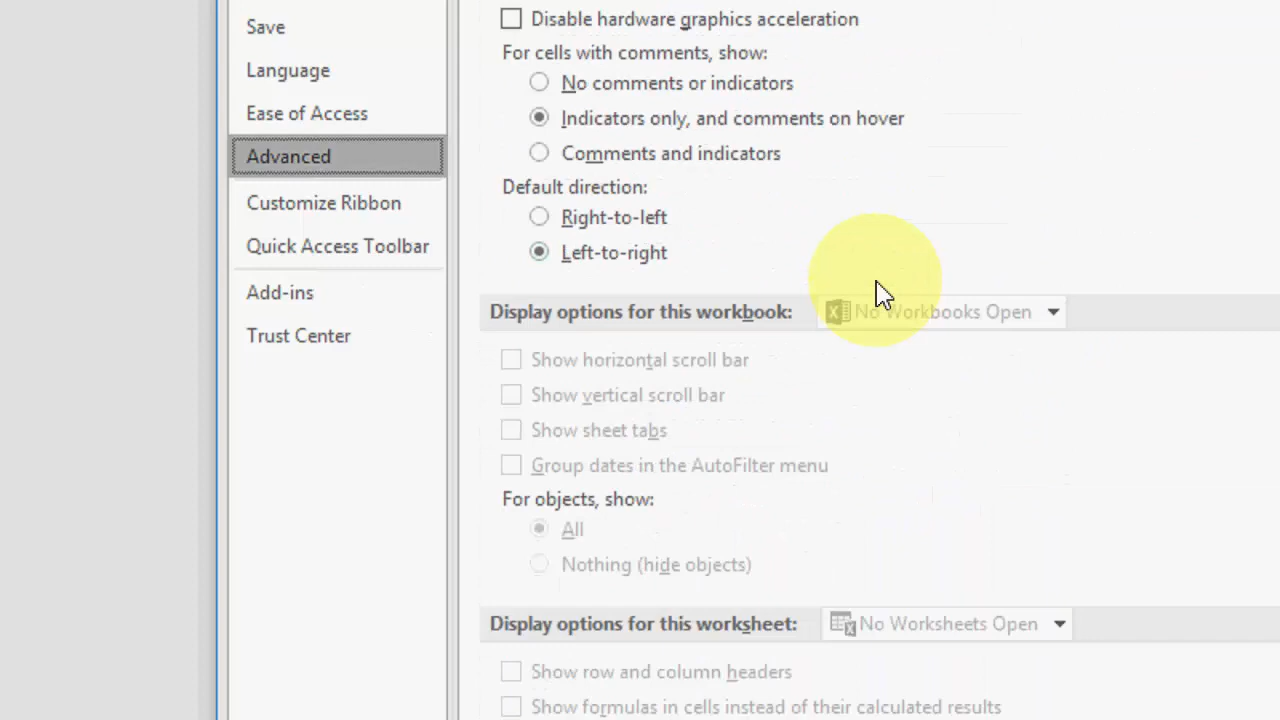 Save
Language
Ease of Access
Advanced
Customize Ribbon
Quick Access Toolbar
Add-ins
Trust Center
Disable hardware graphics acceleration
For cells with comments, show:
No comments or indicators
Indicators only, and comments on hover
Comments and indicators
Default direction:
Right-to-left
Left-to-right
Display options for this workbook: No Workbooks Open
Show horizontal scroll bar
Show vertical scroll bar
Show sheet tabs
Group dates in the AutoFilter menu
For objects, show:
All
Nothing (hide objects)
Display options for this worksheet: No Worksheets Open
Show row and column headers
Show formulas in cells instead of their calculated results